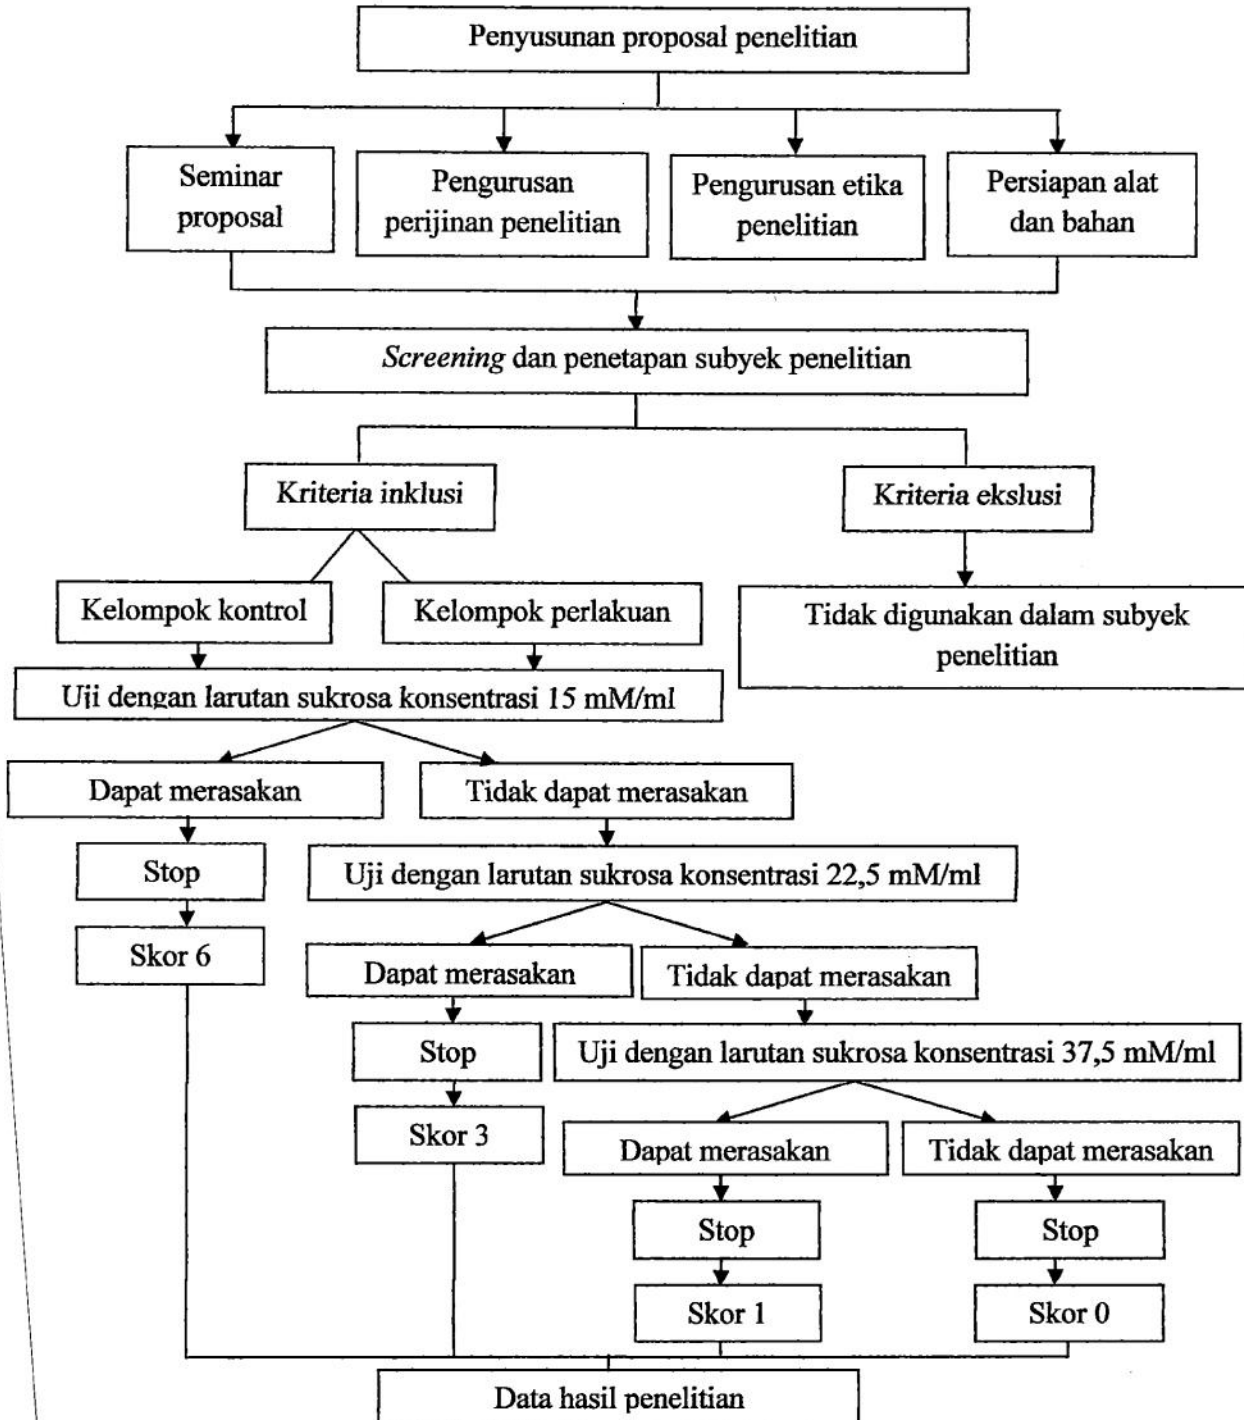 Penyusunan proposal penelitian
Seminar
proposal
Pengurusan
perijinan penelitian
Pengurusan etika
penelitian
Persiapan alat
dan bahan
Screening dan penetapan subyek penelitian
Kriteria inklusi
Kriteria ekslusi
Kelompok kontrol
Kelompok perlakuan
Tidak digunakan dalam subyek
penelitian
Uji dengan larutan sukrosa konsentrasi 15 mM/ml
Dapat merasakan
Tidak dapat merasakan
Stop
Uji dengan larutan sukrosa konsentrasi 22,5 mM/ml
Skor 6
Dapat merasakan
Tidak dapat merasakan
Stop
Uji dengan larutan sukrosa konsentrasi 37,5 mM/ml
Skor 3
Dapat merasakan
Tidak dapat merasakan
Stop
Stop
Skor 1
Skor 0
Data hasil penelitian